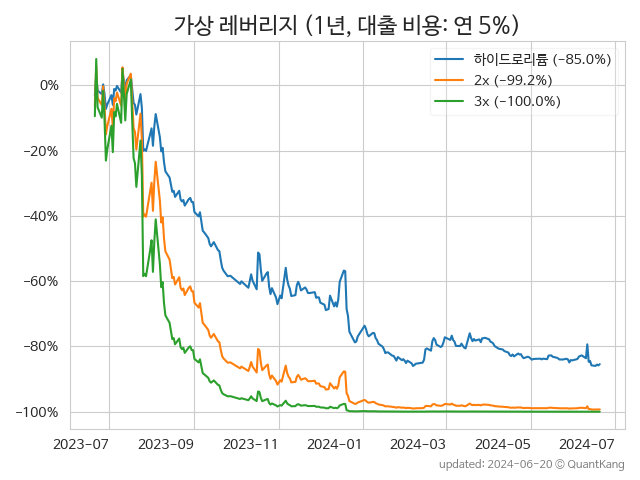 가상 레버리지 (1년, 대출 비용: 연 5%)
하이드로리튬 (−85.0%)
2x (−99.2%)
3x (−100.0%)
0%
−20%
−40%
−60%
−80%
−100%
2023−07 2023−09 2023−11 2024−01 2024−03 2024−05 2024−07
updated: 2024-06-20 © QuantKang